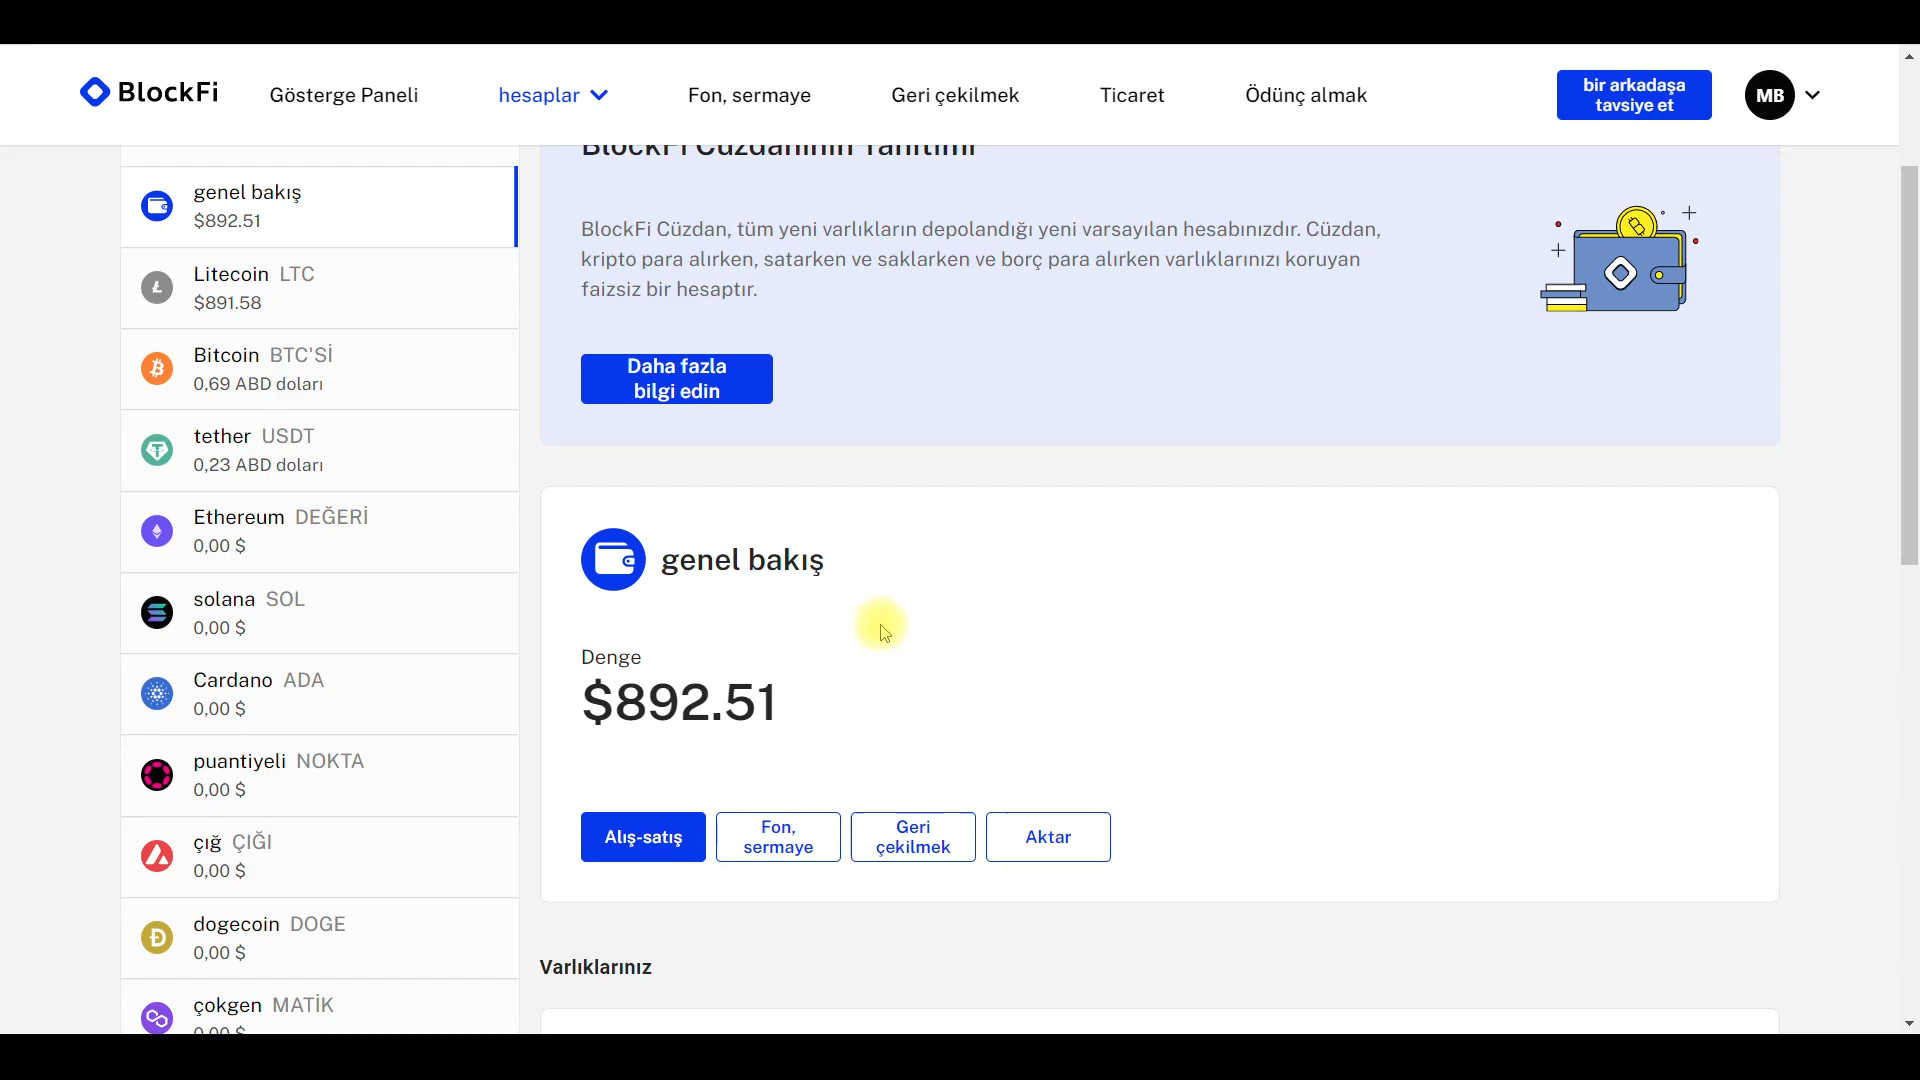 BlockFi
Gösterge Paneli
hesaplar
Fon, sermaye
Geri çekilmek
Ticaret
Ödünç almak
bir arkadaşa
tavsiye et
MB
genel bakış
$892.51
Litecoin LTC
$891.58
Bitcoin BTC'Sİ
0,69 ABD doları
tether USDT
0,23 ABD doları
Ethereum DEĞERİ
0,00 $
solana SOL
0,00 $
Cardano ADA
0,00 $
puantiyeli NOKTA
0,00 $
çığ ÇIĞI
0,00 $
dogecoin DOGE
0,00 $
çokgen MATİK
0,00 $
BlockFi Cüzdanının Tanıtımı
BlockFi Cüzdan, tüm yeni varlıkların depolandığı yeni varsayılan hesabınızdır. Cüzdan,
kripto para alırken, satarken ve saklarken ve borç para alırken varlıklarınızı koruyan
faizsiz bir hesaptır.
Daha fazla
bilgi edin
genel bakış
Denge
$892.51
Alış-satış
Fon,
sermaye
Geri
çekilmek
Aktar
Varlıklarınız